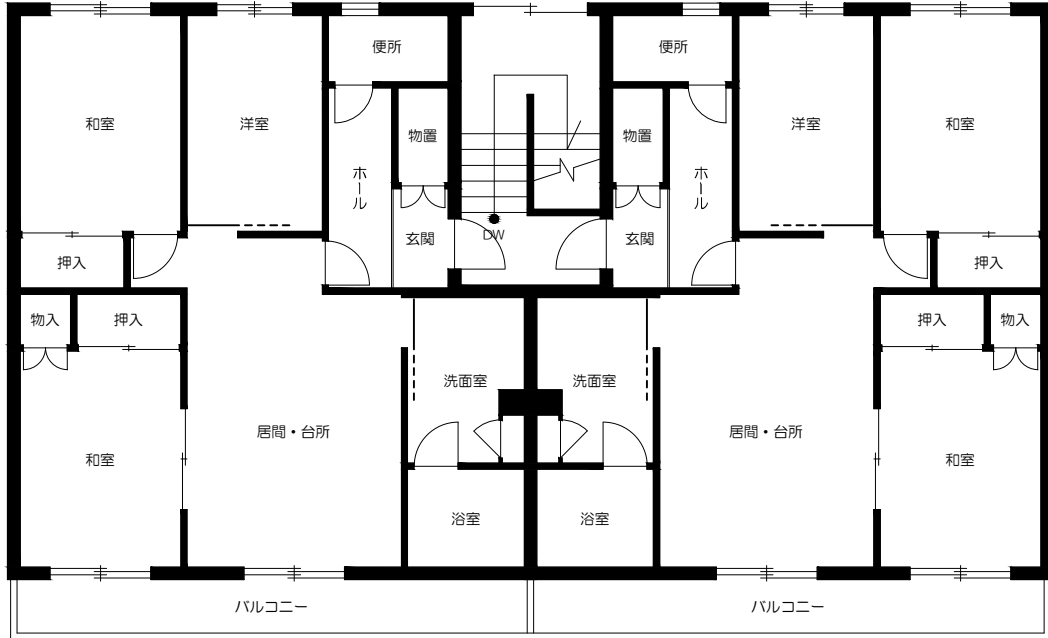 便所
便所
和室
洋室
物置
物置
洋室
和室
ホール
ホール
玄関
DW
玄関
押入
押入
物入
押入
押入
物入
洗面室
洗面室
居間・台所
居間・台所
和室
和室
浴室
浴室
バルコニー
バルコニー